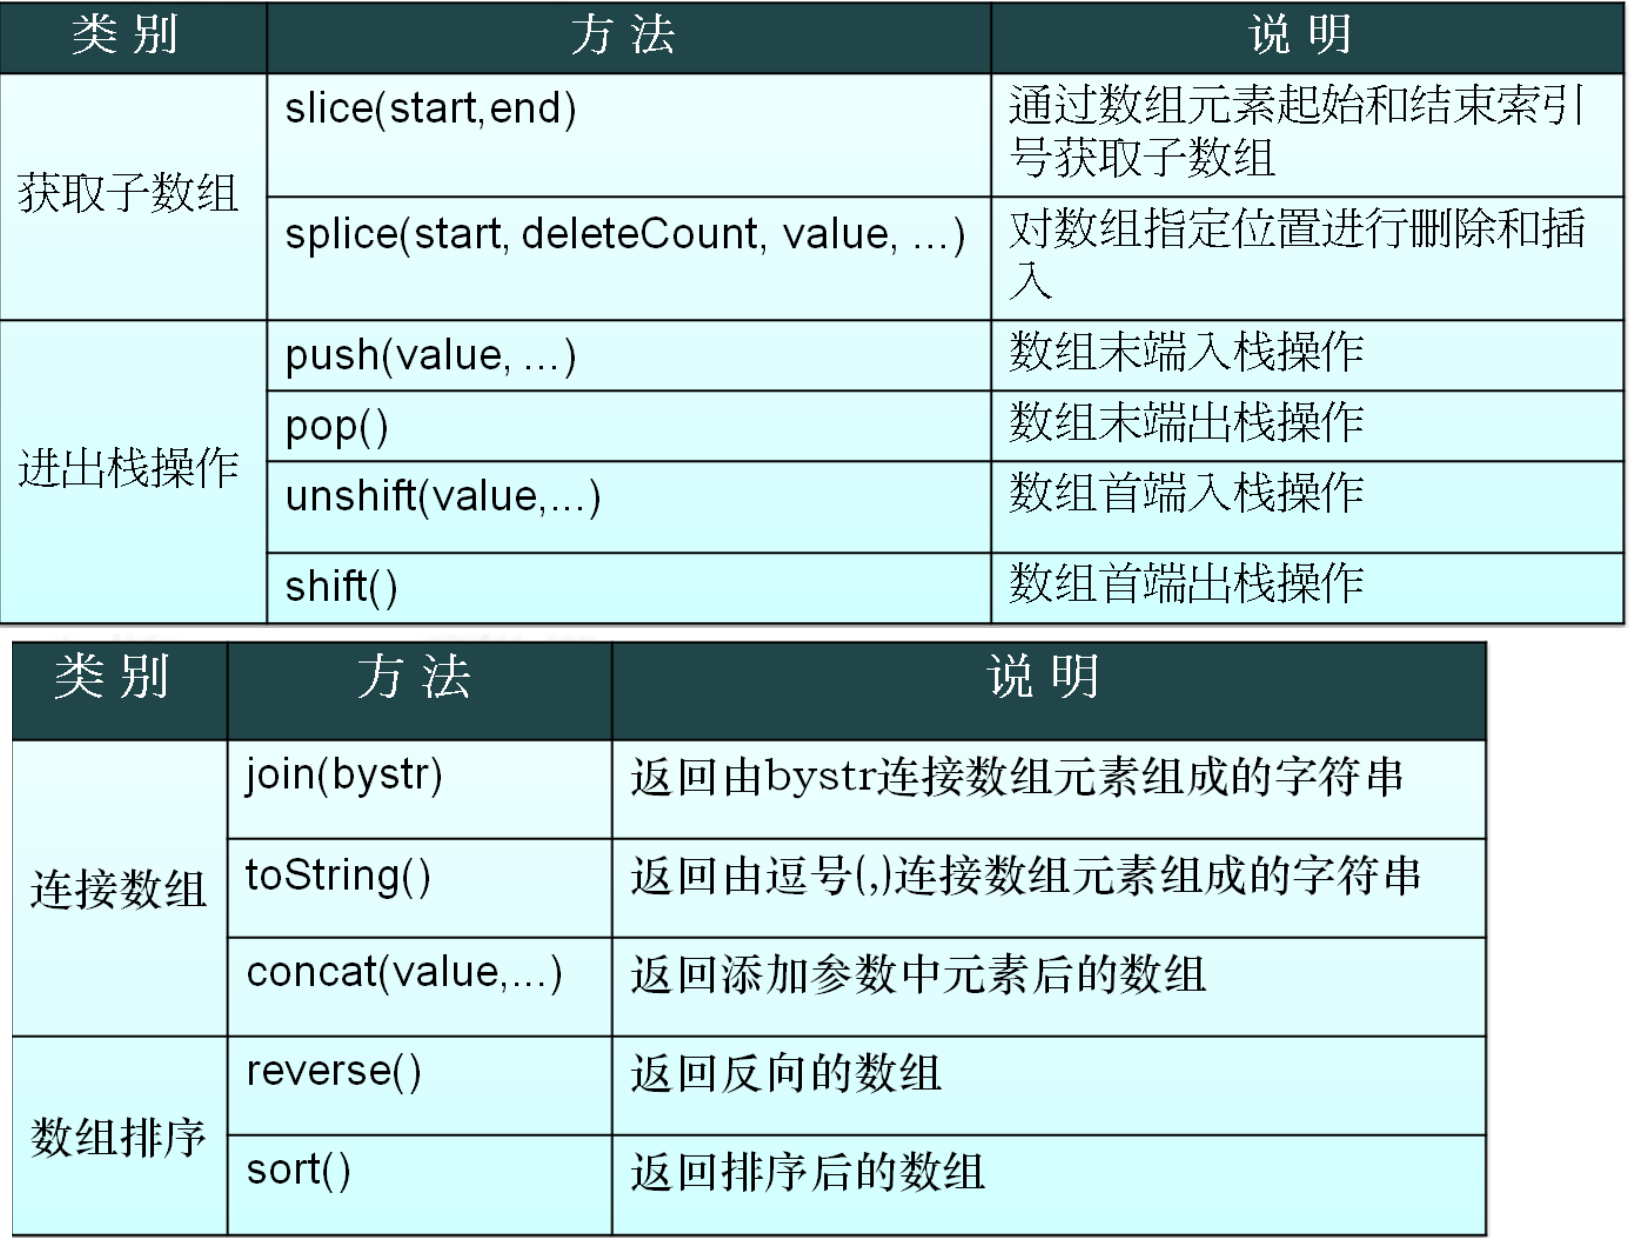 类 别 方 法 说 明
获取子数组
slice(start,end)
通过数组元素起始和结束索引
号获取子数组
splice(start, deleteCount, value, ...)
对数组指定位置进行删除和插
入
进出栈操作
push(value, ...)
数组末端入栈操作
pop()
数组末端出栈操作
unshift(value,...)
数组首端入栈操作
shift()
数组首端出栈操作
类 别 方 法 说 明
连接数组
join(bystr)
返回由bystr连接数组元素组成的字符串
toString()
返回由逗号(,)连接数组元素组成的字符串
concat(value,...)
返回添加参数中元素后的数组
数组排序
reverse()
返回反向的数组
sort()
返回排序后的数组